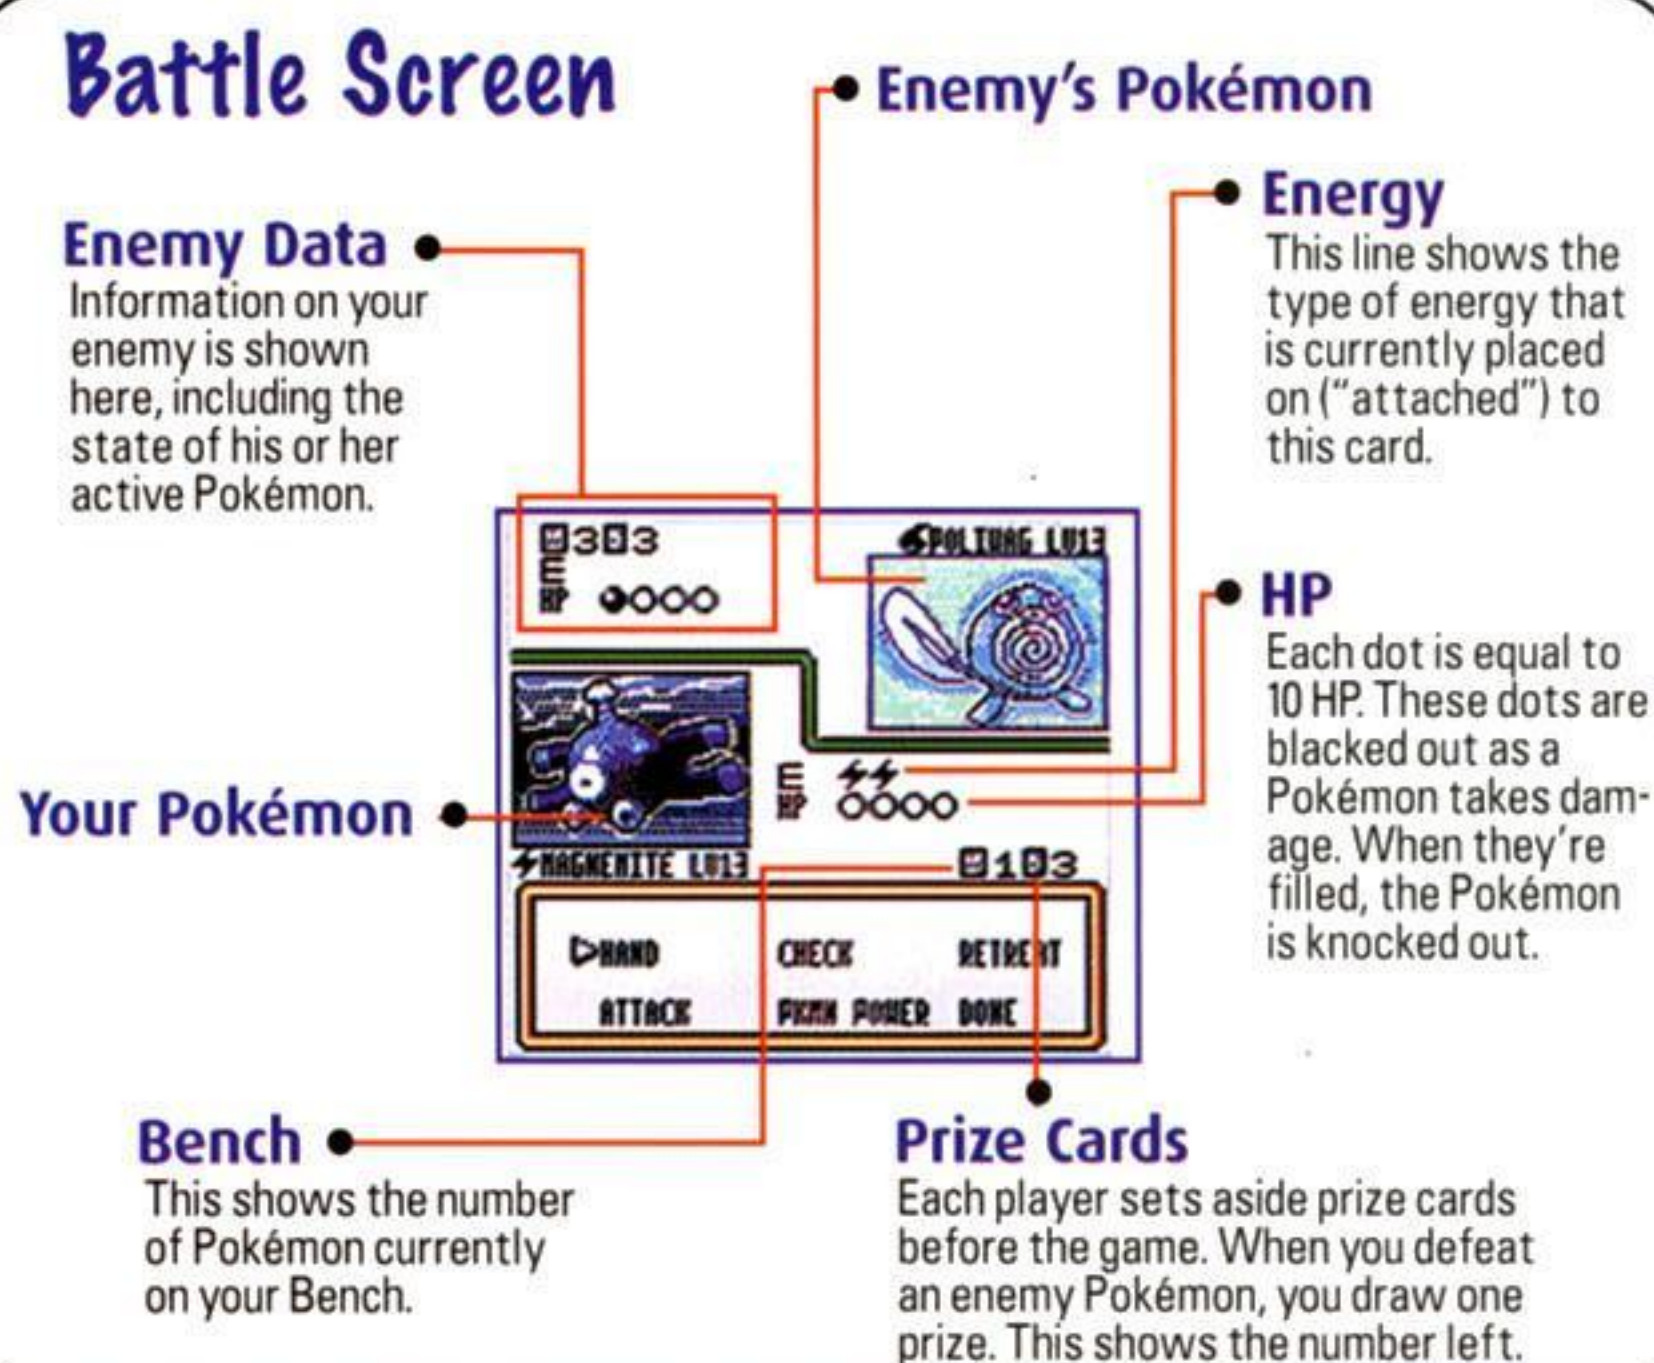 Battle Screen
Enemy's Pokémon
Enemy Data
Information on your
enemy is shown
here, including the
state of his or her
active Pokémon.
Energy
This line shows the
type of energy that
is currently placed
on ("attached") to
this card.
3 3
E
HP
POLIWAG LV13
HP
Each dot is equal to
10 HP. These dots are
blacked out as a
Pokémon takes dam-
age. When they're
filled, the Pokémon
is knocked out.
Your Pokémon
E
HP
MAGNEMITE LV13
1 3
HAND CHECK RETREAT
ATTACK PKMN POWER DONE
Bench
This shows the number
of Pokémon currently
on your Bench.
Prize Cards
Each player sets aside prize cards
before the game. When you defeat
an enemy Pokémon, you draw one
prize. This shows the number left.